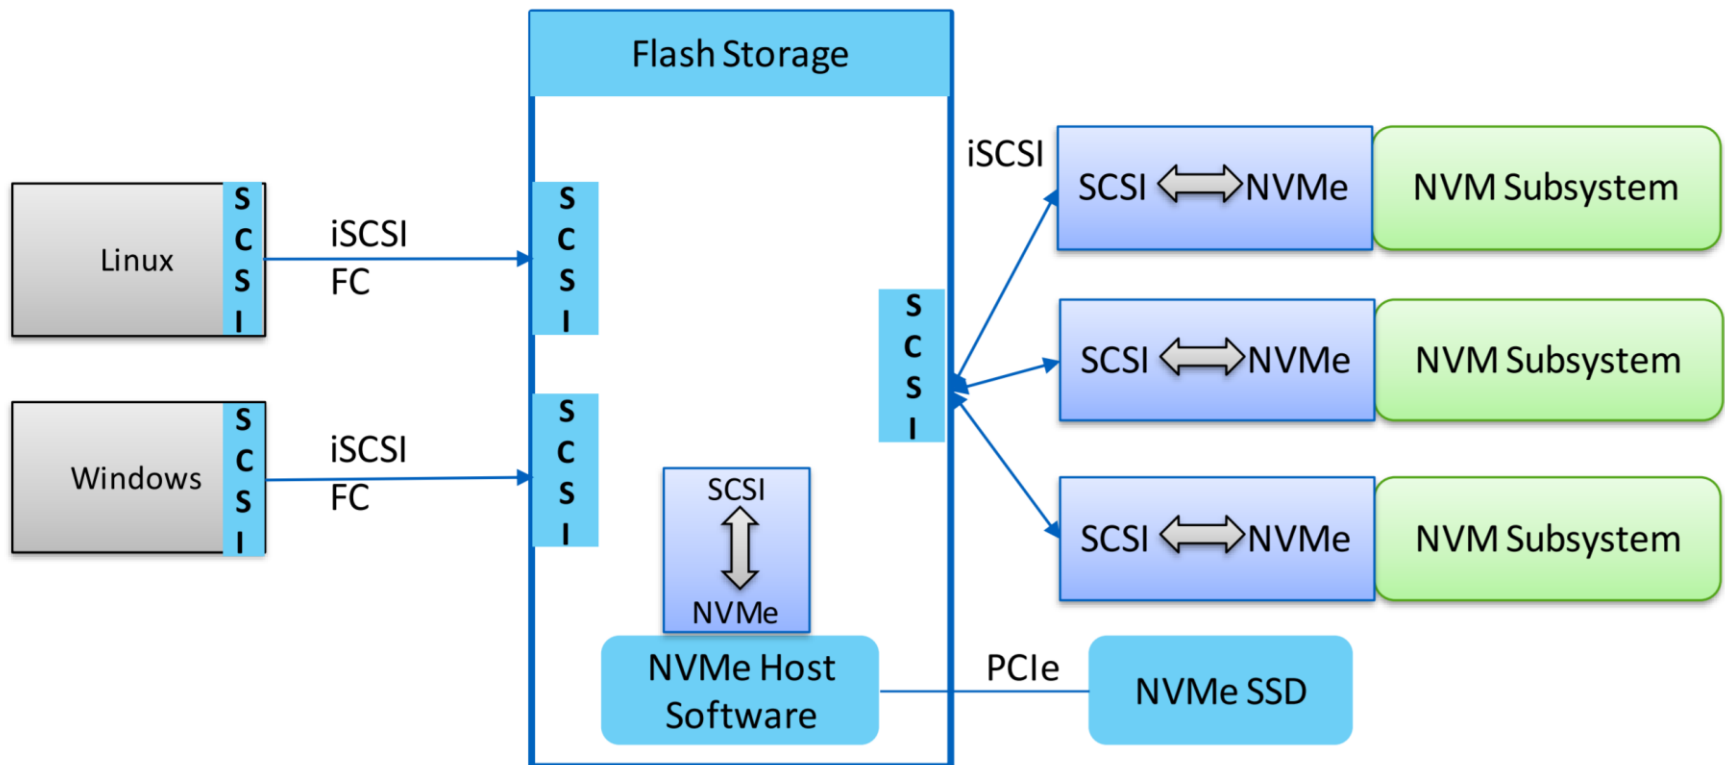 Flash Storage
Linux
S
C
S
I
iSCSI
FC
S
C
S
I
Windows
S
C
S
I
iSCSI
FC
S
C
S
I
S
C
S
I
SCSI
NVMe
NVMe Host
Software
PCIe
NVMe SSD
iSCSI
SCSI NVMe
NVM Subsystem
SCSI NVMe
NVM Subsystem
SCSI NVMe
NVM Subsystem